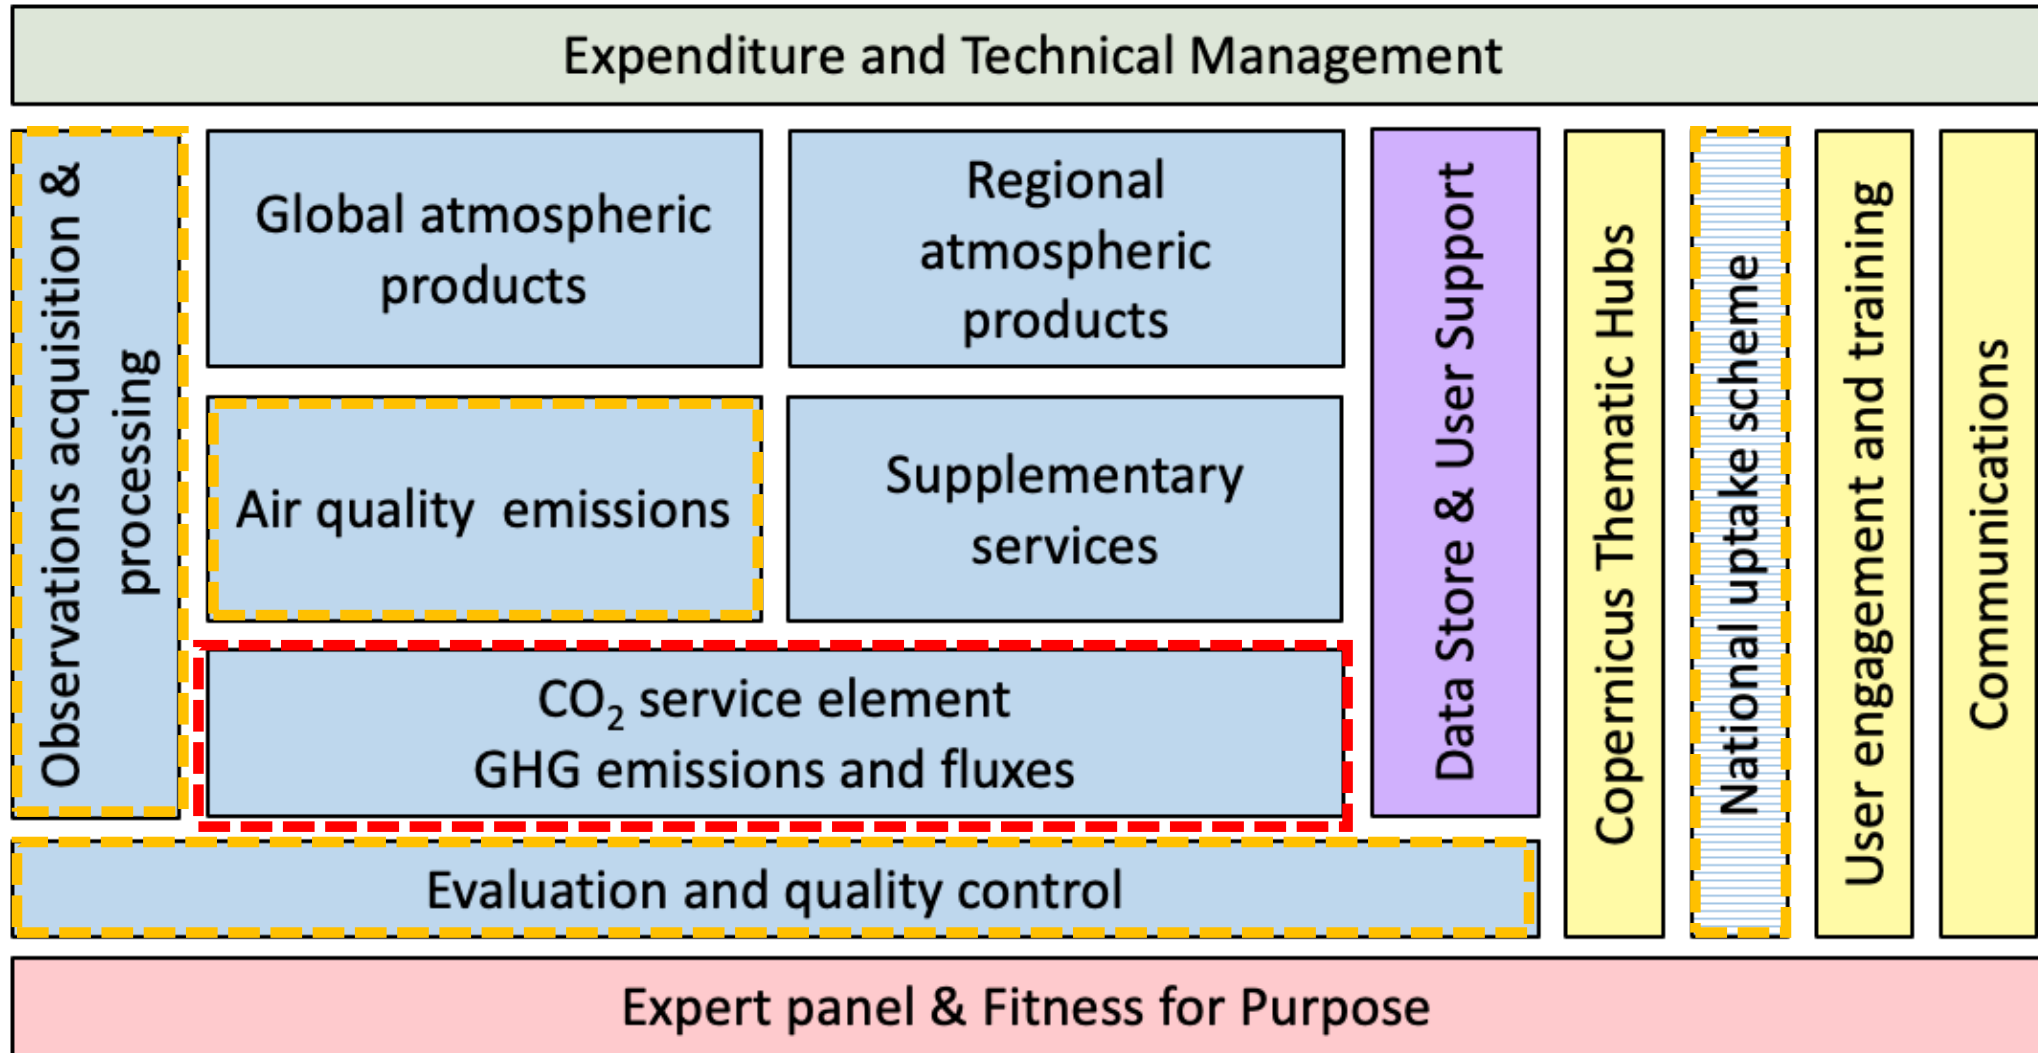 Expenditure and Technical Management
Observations acquisition &
processing
Global atmospheric
products
Regional
atmospheric
products
Air quality  emissions
Supplementary
services
CO₂ service element
GHG emissions and fluxes
Data Store & User Support
Copernicus Thematic Hubs
National uptake scheme
User engagement and training
Communications
Evaluation and quality control
Expert panel & Fitness for Purpose